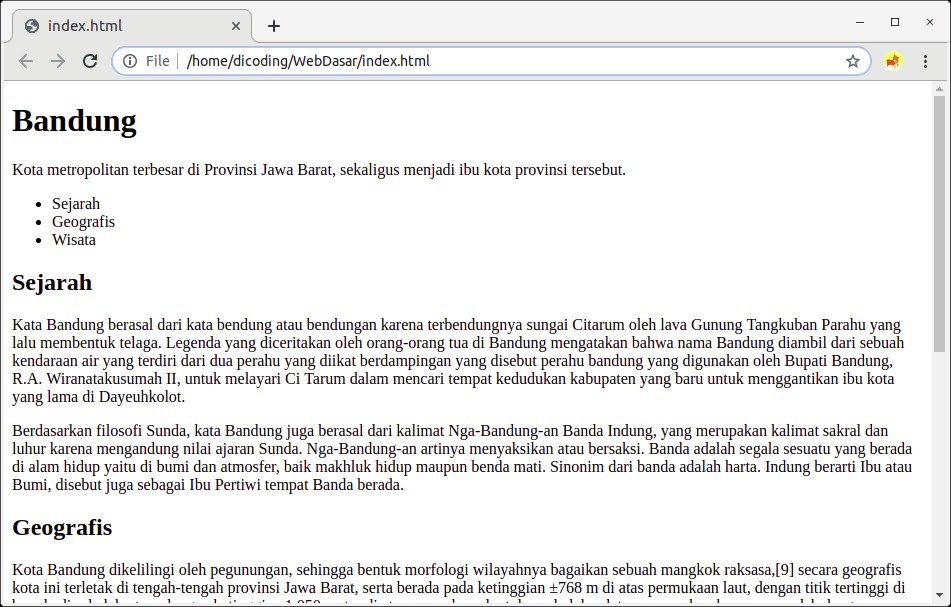 index.html
File /home/dicoding/WebDasar/index.html
Bandung
Kota metropolitan terbesar di Provinsi Jawa Barat, sekaligus menjadi ibu kota provinsi tersebut.
• Sejarah
• Geografis
• Wisata
Sejarah
Kata Bandung berasal dari kata bendung atau bendungan karena terbendungnya sungai Citarum oleh lava Gunung Tangkuban Parahu yang
lalu membentuk telaga. Legenda yang diceritakan oleh orang-orang tua di Bandung mengatakan bahwa nama Bandung diambil dari sebuah
kendaraan air yang terdiri dari dua perahu yang diikat berdampingan yang disebut perahu bandung yang digunakan oleh Bupati Bandung,
R.A. Wiranatakusumah II, untuk melayari Ci Tarum dalam mencari tempat kedudukan kabupaten yang baru untuk menggantikan ibu kota
yang lama di Dayeuhkolot.
Berdasarkan filosofi Sunda, kata Bandung juga berasal dari kalimat Nga-Bandung-an Banda Indung, yang merupakan kalimat sakral dan
luhur karena mengandung nilai ajaran Sunda. Nga-Bandung-an artinya menyaksikan atau bersaksi. Banda adalah segala sesuatu yang berada
di alam hidup yaitu di bumi dan atmosfer, baik makhluk hidup maupun benda mati. Sinonim dari banda adalah harta. Indung berarti Ibu atau
Bumi, disebut juga sebagai Ibu Pertiwi tempat Banda berada.
Geografis
Kota Bandung dikelilingi oleh pegunungan, sehingga bentuk morfologi wilayahnya bagaikan sebuah mangkok raksasa,[9] secara geografis
kota ini terletak di tengah-tengah provinsi Jawa Barat, serta berada pada ketinggian ±768 m di atas permukaan laut, dengan titik tertinggi di